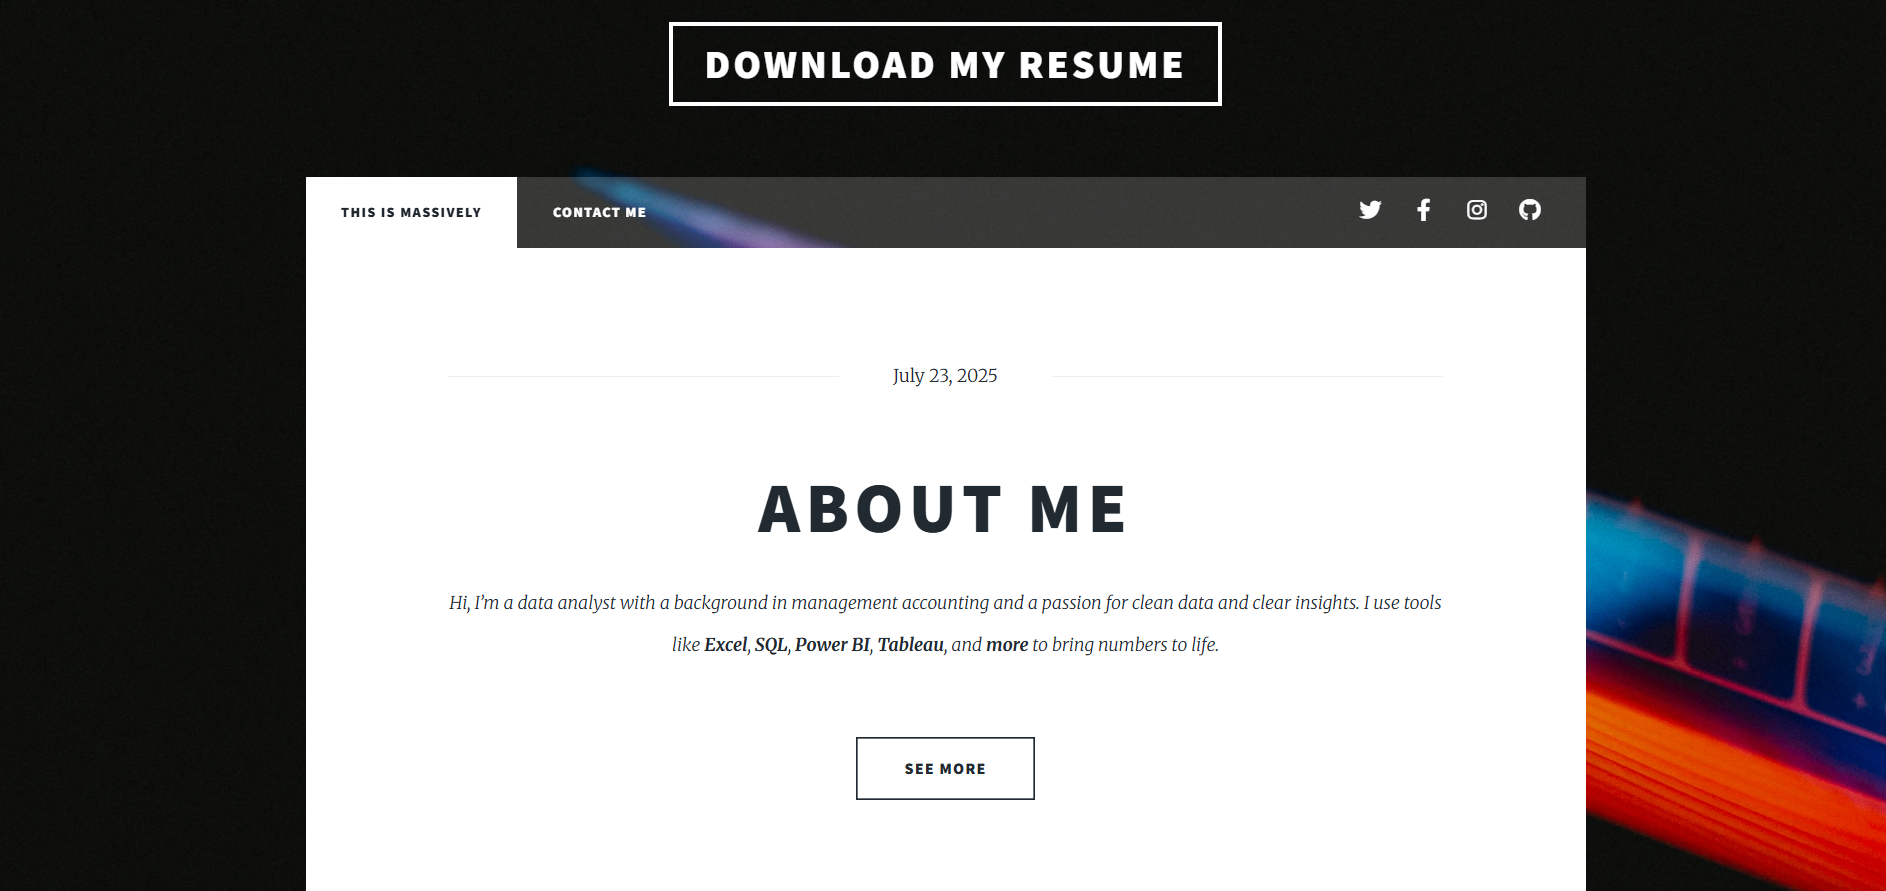 DOWNLOAD MY RESUME
THIS IS MASSIVELY
CONTACT ME
July 23, 2025
ABOUT ME
Hi, I’m a data analyst with a background in management accounting and a passion for clean data and clear insights. I use tools
like Excel, SQL, Power BI, Tableau, and more to bring numbers to life.
SEE MORE